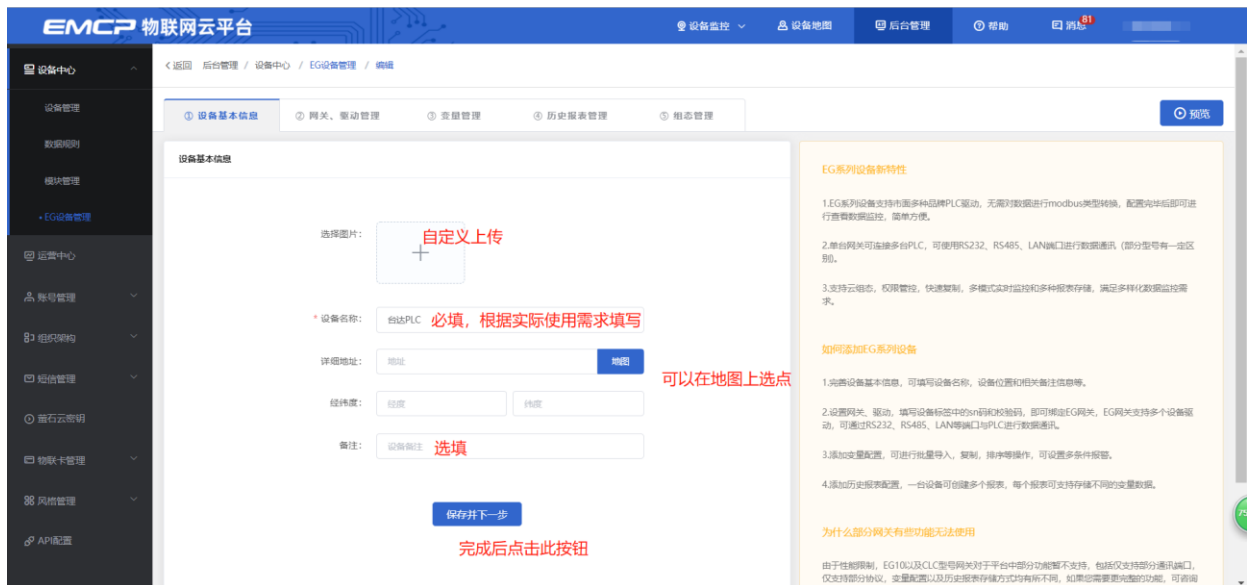 EMCP 物联网云平台
设备监控
设备地图
后台管理
帮助
消息
81
设备中心
设备管理
数据规则
模块管理
• EG设备管理
运营中心
账号管理
组织架构
短信管理
萤石云密钥
物联卡管理
风格管理
API配置
< 返回 后台管理 / 设备中心 / EG设备管理 / 编辑
① 设备基本信息
② 网关、驱动管理
③ 变量管理
④ 历史报表管理
⑤ 组态管理
预览
设备基本信息
选择图片：
自定义上传
* 设备名称：
台达PLC
必填，根据实际使用需求填写
详细地址：
地址
地图
可以在地图上选点
经纬度：
经度
纬度
备注：
设备备注
选填
保存并下一步
完成后点击此按钮
EG系列设备新特性
1.EG系列设备支持市面多种品牌PLC驱动，无需对数据进行modbus类型转换，配置完毕后即可进
行查看数据监控，简单方便。
2.单台网关可连接多台PLC，可使用RS232、RS485、LAN端口进行数据通讯（部分型号有一定区
别）。
3.支持云组态，权限管控，快速复制，多模式实时监控和多种报表存储，满足多样化数据监控需
求。
如何添加EG系列设备
1.完善设备基本信息，可填写设备名称，设备位置和相关备注信息等。
2.设置网关、驱动，填写设备标签中的sn码和校验码，即可绑定EG网关，EG网关支持多个设备驱
动，可通过RS232、RS485、LAN等端口与PLC进行数据通讯。
3.添加变量配置，可进行批量导入，复制，排序等操作，可设置多条件报警。
4.添加历史报表配置，一台设备可创建多个报表，每个报表可支持存储不同的变量数据。
为什么部分网关有些功能无法使用
由于性能限制，EG10以及CLC型号网关对于平台中部分功能暂不支持，包括仅支持部分通讯端口，
仅支持部分协议，变量配置以及历史报表存储方式均有所不同，如果您需要更完整的功能，可咨询
75